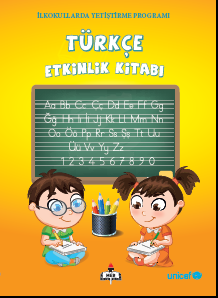 İLKOKULLARDA YETİŞTİRME PROGRAMI
TÜRKÇE
ETKİNLİK KİTABI
Aa Bb Cc Çç Dd Ee Ff Gg
Ğğ Hh Iı İi Jj Kk Ll Mm Nn
Oo Öö Pp Rr Ss Şş Tt Uu
Üü Vv Yy Zz
1 2 3 4 5 6 7 8 9 0
MEB
unicef